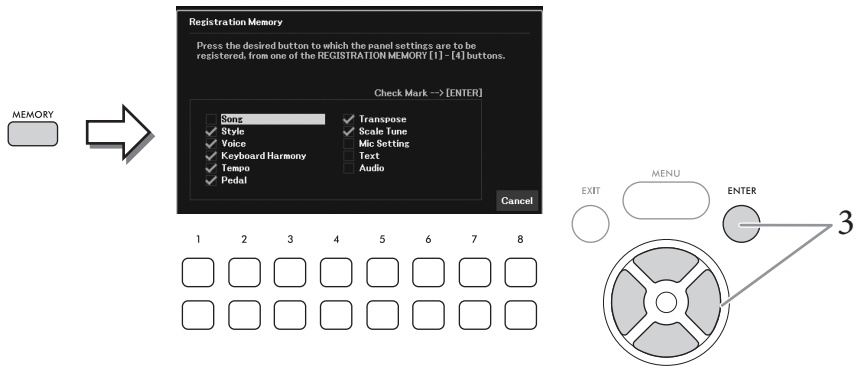 MEMORY
Registration Memory
Press the desired button to which the panel settings are to be
registered, from one of the REGISTRATION MEMORY [1] - [4] buttons.
Check Mark --> [ENTER]
Song
Style
Voice
Keyboard Harmony
Tempo
Pedal
Transpose
Scale Tune
Mic Setting
Text
Audio
Cancel
1 2 3 4 5 6 7 8
EXIT
MENU
ENTER
3